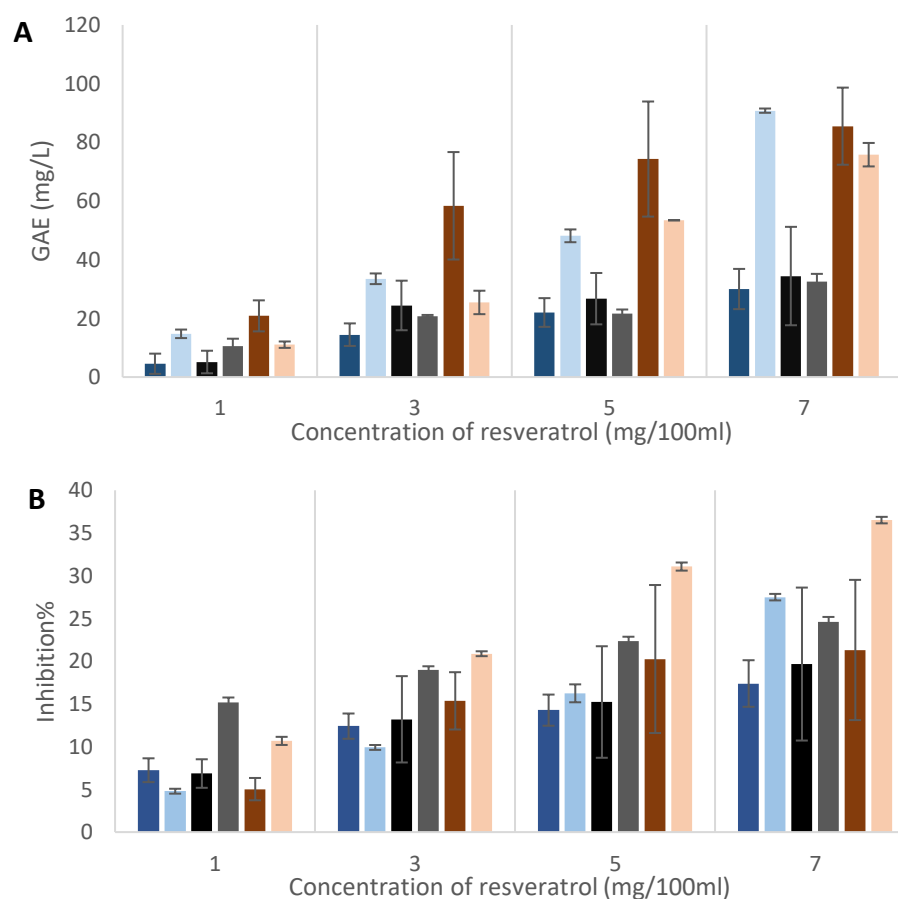 A
120
100
80
60
40
20
0
GAE (mg/L)
1 3 5 7
Concentration of resveratrol (mg/100ml)
B
40
35
30
25
20
15
10
5
0
Inhibition%
1 3 5 7
Concentration of resveratrol (mg/100ml)